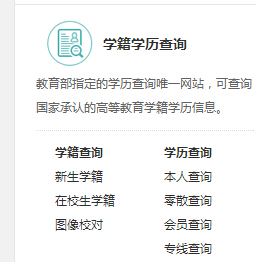 学籍学历查询
教育部指定的学历查询唯一网站，可查询
国家承认的高等教育学籍学历信息。
学籍查询 学历查询
新生学籍 本人查询
在校生学籍 零散查询
图像校对 会员查询
专线查询